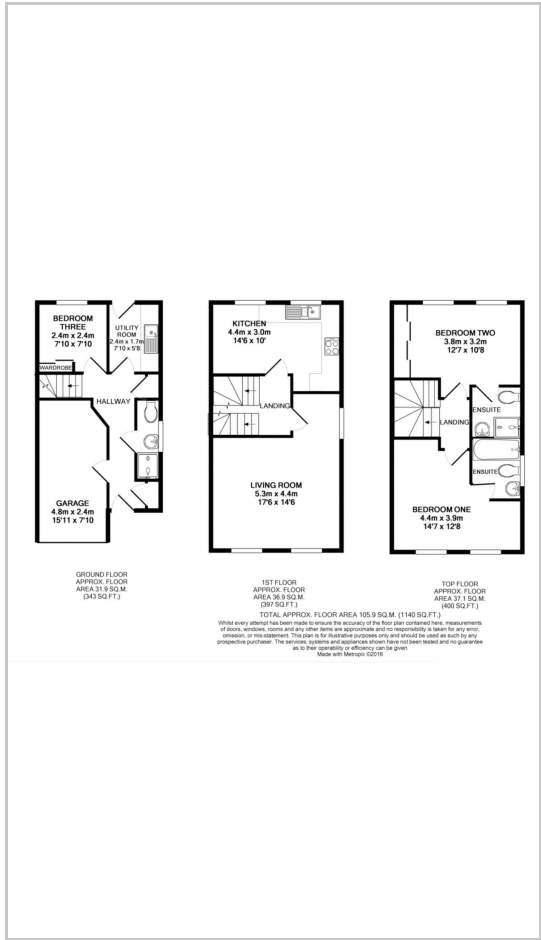 BEDROOM
THREE
2.4m x 2.4m
7'10 x 7'10
UTILITY
ROOM
2.4m x 1.7m
7'10 x 5'8
WARDROBE
HALLWAY
GARAGE
4.8m x 2.4m
15'11 x 7'10
GROUND FLOOR
APPROX. FLOOR
AREA 31.9 SQ.M.
(343 SQ.FT.)
KITCHEN
4.4m x 3.0m
14'6 x 10'
LANDING
LIVING ROOM
5.3m x 4.4m
17'6 x 14'6
1ST FLOOR
APPROX. FLOOR
AREA 36.9 SQ.M.
(397 SQ.FT.)
BEDROOM TWO
3.8m x 3.2m
12'7 x 10'8
ENSUITE
LANDING
ENSUITE
BEDROOM ONE
4.4m x 3.9m
14'7 x 12'8
TOP FLOOR
APPROX. FLOOR
AREA 37.1 SQ.M.
(400 SQ.FT.)
TOTAL APPROX. FLOOR AREA 105.9 SQ.M. (1140 SQ.FT.)
Whilst every attempt has been made to ensure the accuracy of the floor plan contained here, measurements
of doors, windows, rooms and any other items are approximate and no responsibility is taken for any error,
omission, or mis-statement. This plan is for illustrative purposes only and should be used as such by any
prospective purchaser. The services, systems and appliances shown have not been tested and no guarantee
as to their operability or efficiency can be given
Made with Metropix ©2016